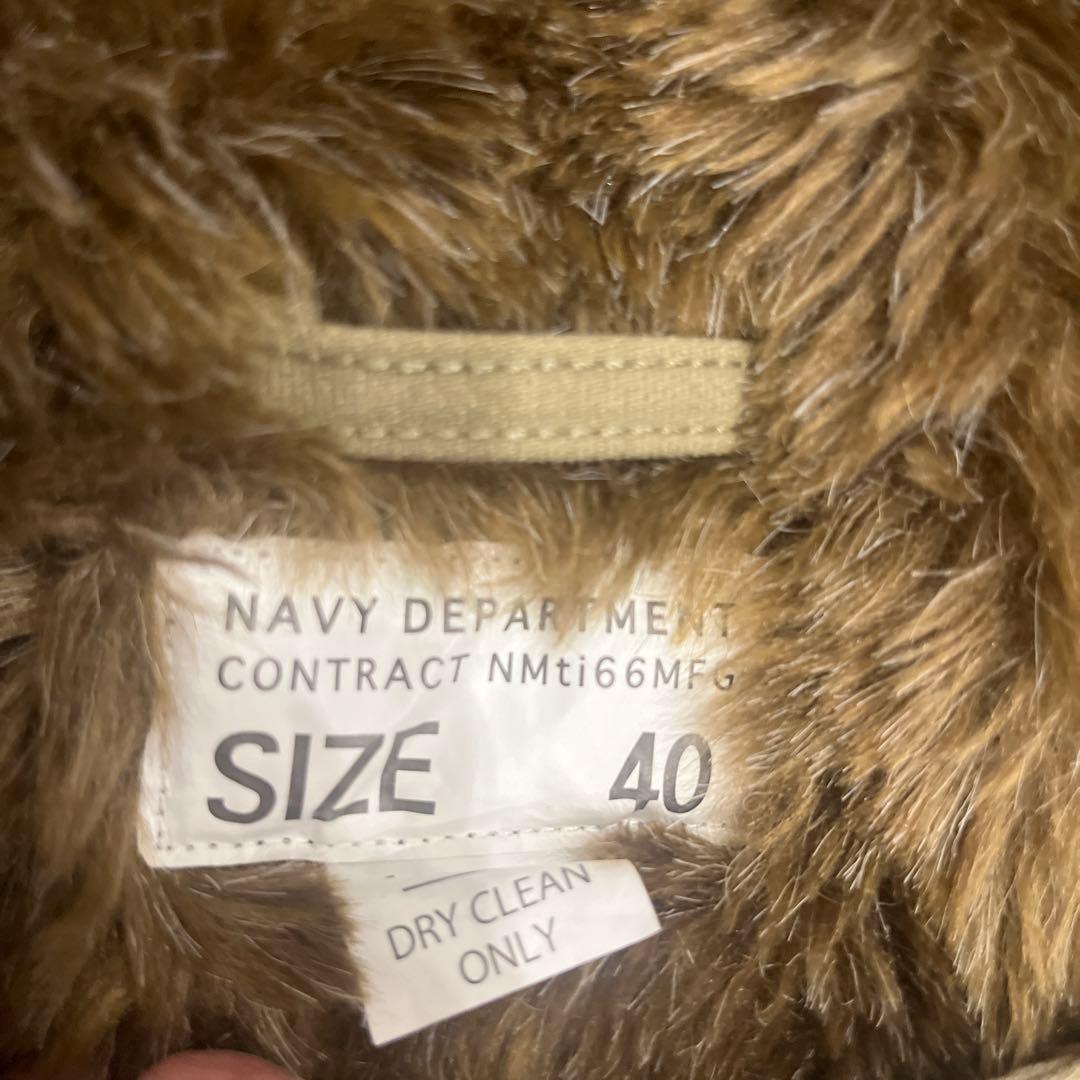 NAVY DEPARTMENT
CONTRACT NMti66MFG
SIZE 40
DRY CLEAN
ONLY